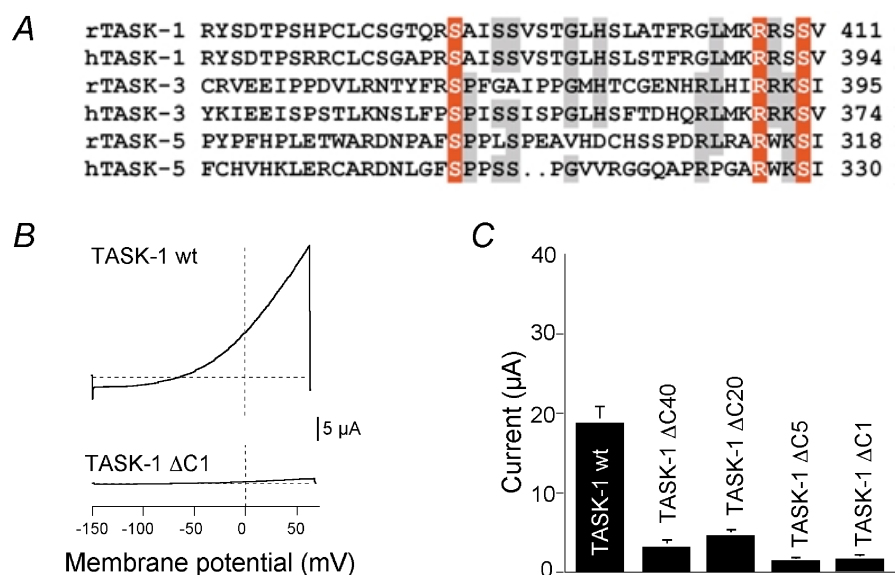 A
rTASK-1 RYSDTPSHPCLCSGTQRSAISSVSTGLHSLATFRGLMKRRSSV 411
hTASK-1 RYSDTPSRRCLCSGAPRSAISSVSTGLHSLSTFRGLMKRRSSV 394
rTASK-3 CRVEEIPPDVLRNTYFRSPFGAIPPGMHTCGENHRLHIRRKSI 395
hTASK-3 YKIEEISPSTLKNSLFPSPISSISPGLHSFTDHQRLMKRRKSV 374
rTASK-5 PYPFHPLETWARDNPAFSPPLSPEAVHDCHSSPDRLRARWKSI 318
hTASK-5 FCHVHKLERCARDNLGFSPPSS..PGVVRGGQAPRPGARWKSI 330
B
TASK-1 wt
5 µA
TASK-1 ΔC1
-150 -100 -50 0 50
Membrane potential (mV)
C
Current (µA)
40
30
20
10
0
TASK-1 wt
TASK-1 ΔC40
TASK-1 ΔC20
TASK-1 ΔC5
TASK-1 ΔC1